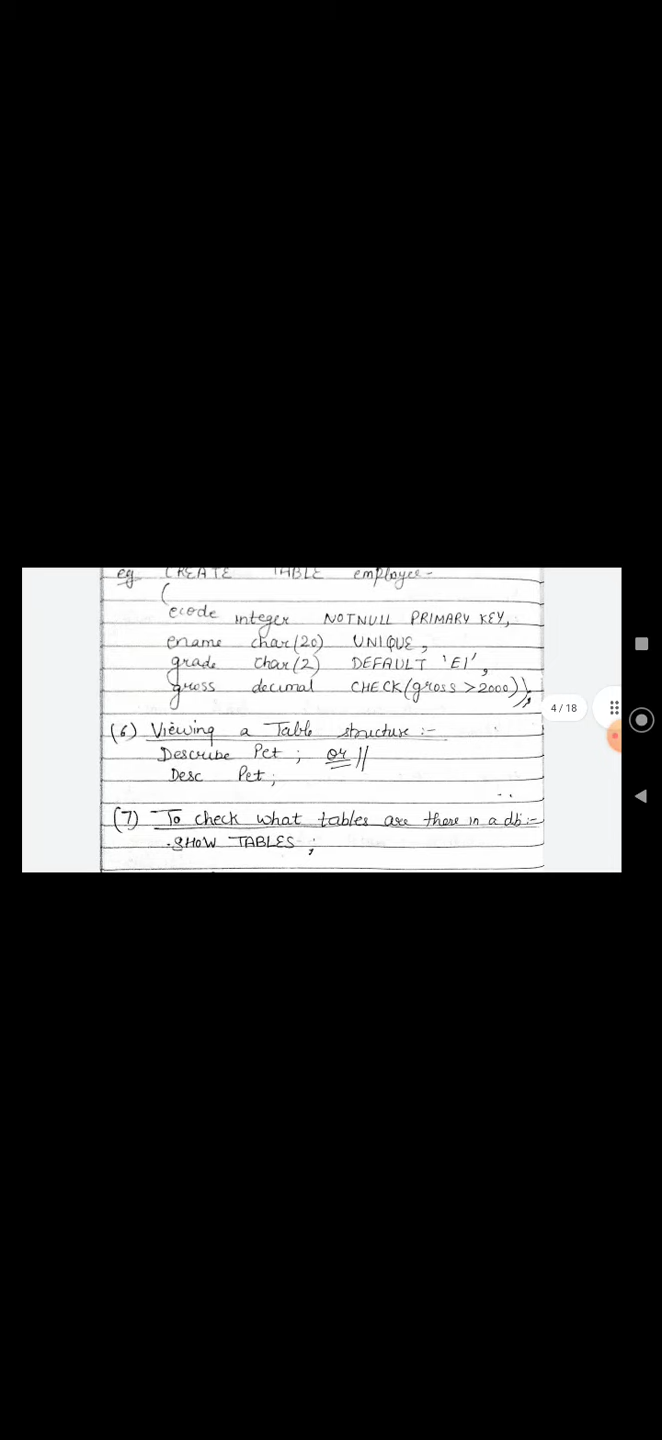 eg CREATE TABLE employee-
(
ecode integer NOTNULL PRIMARY KEY,
ename char(20) UNIQUE,
grade char(2) DEFAULT 'E1',
gross decimal CHECK(gross >2000));
4 / 18
(6) Viewing a Table structure :-
Describe Pet ; or //
Desc Pet ;
(7) To check what tables are there in a db:-
.SHOW TABLES ;